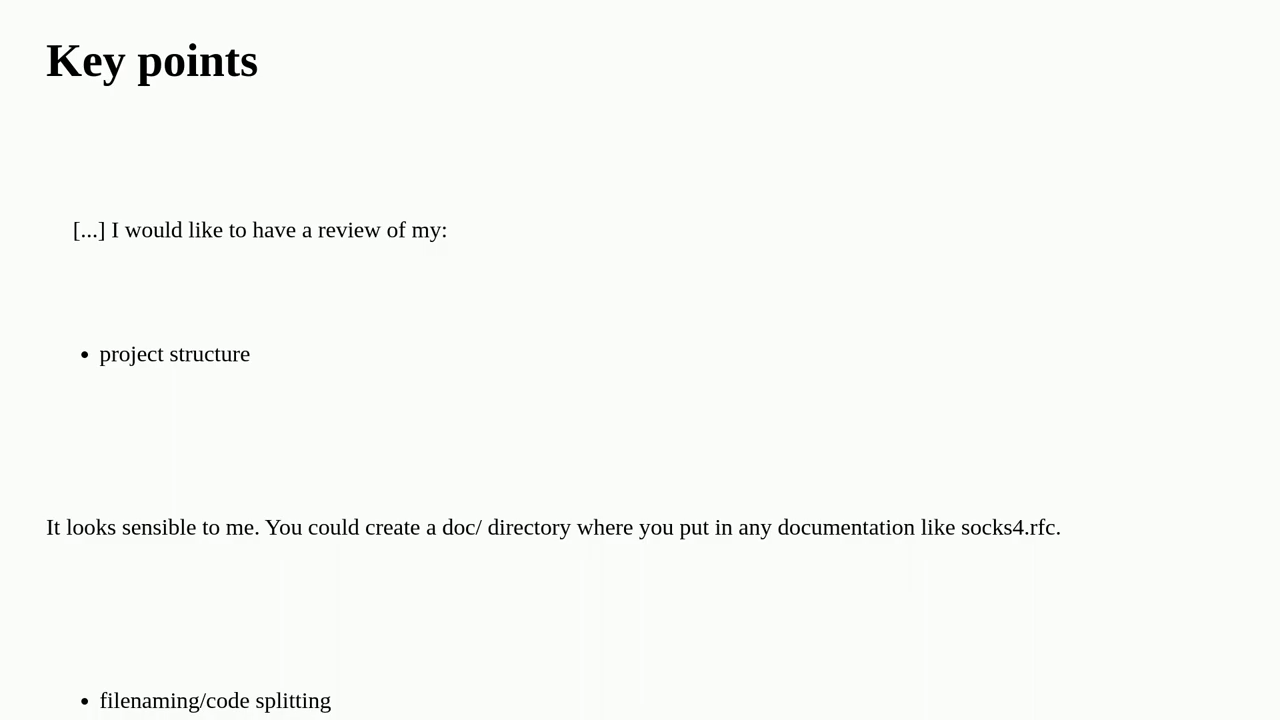 Key points
[...] I would like to have a review of my:
• project structure
It looks sensible to me. You could create a doc/ directory where you put in any documentation like socks4.rfc.
• filenaming/code splitting